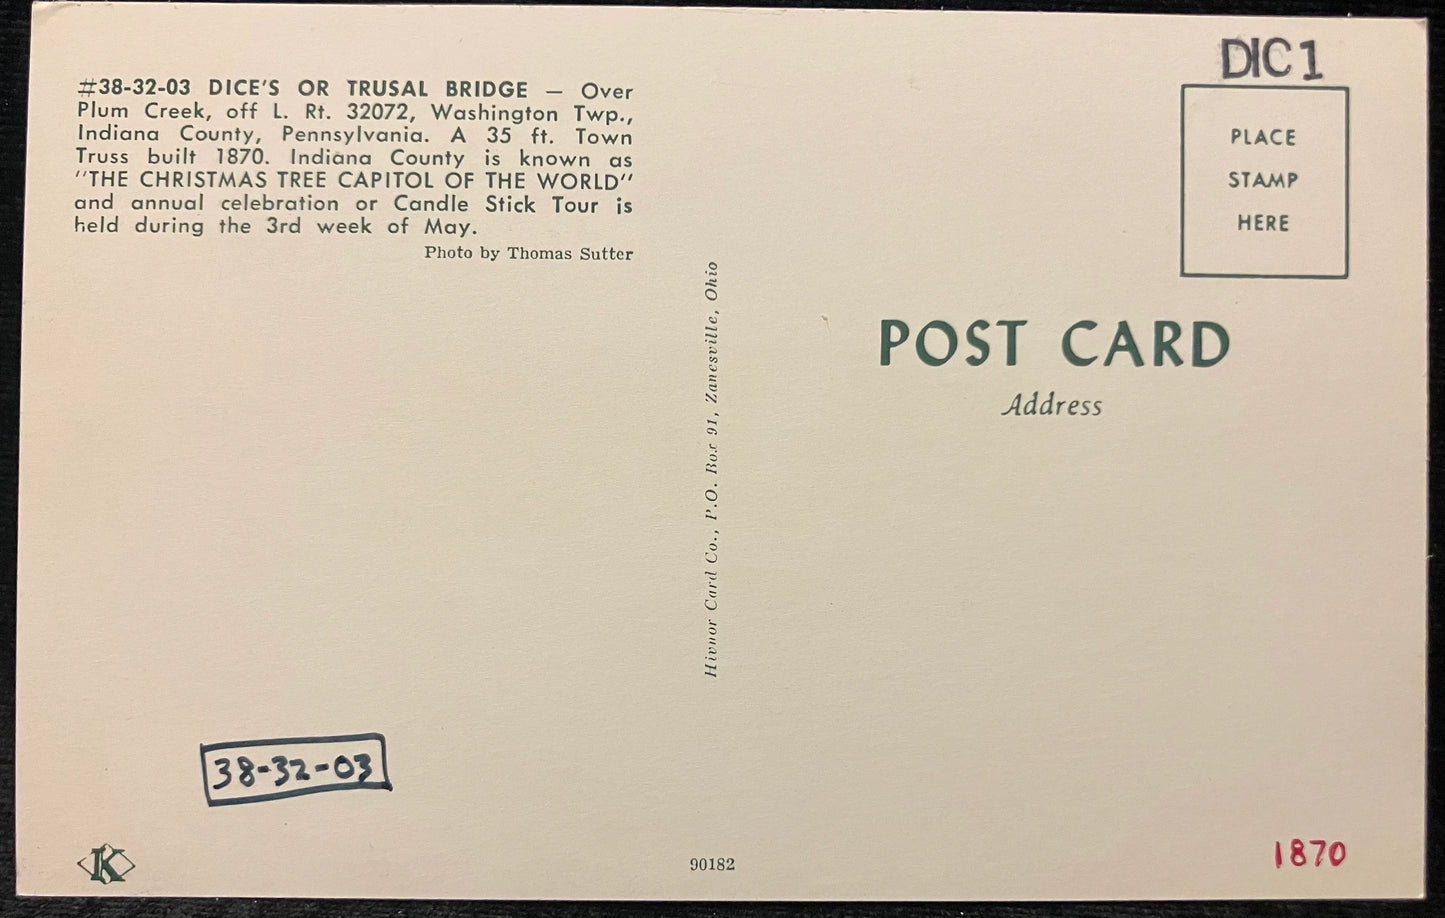 #38-32-03 DICE'S OR TRUSAL BRIDGE — Over
Plum Creek, off L. Rt. 32072, Washington Twp.,
Indiana County, Pennsylvania. A 35 ft. Town
Truss built 1870. Indiana County is known as
"THE CHRISTMAS TREE CAPITOL OF THE WORLD"
and annual celebration or Candle Stick Tour is
held during the 3rd week of May.
Photo by Thomas Sutter
Hivnor Card Co., P.O. Box 91, Zanesville, Ohio
DIC1
PLACE
STAMP
HERE
POST CARD
Address
38-32-03
K
90182
1870